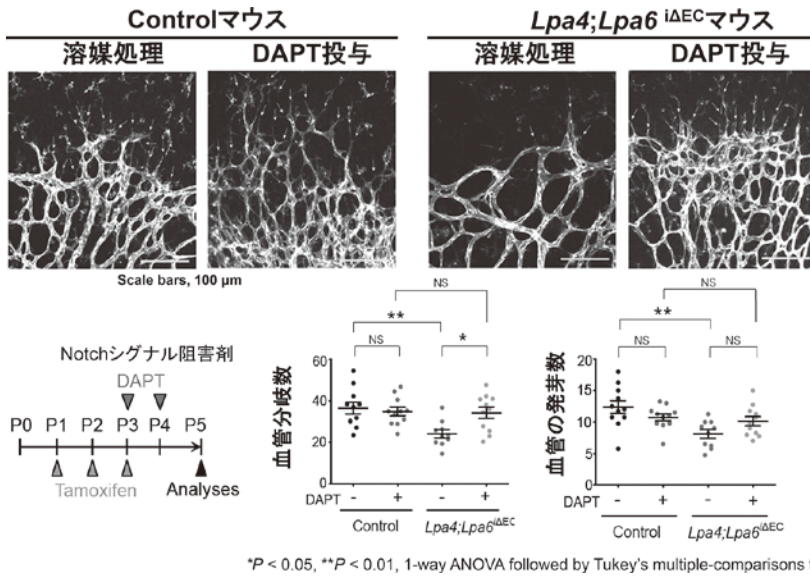 Controlマウス
Lpa4;Lpa6 iΔECマウス
溶媒処理
DAPT投与
溶媒処理
DAPT投与
Scale bars, 100 μm
Notchシグナル阻害剤
DAPT
P0 P1 P2 P3 P4 P5
Tamoxifen
Analyses
血管分岐数
60
40
20
0
NS
**
NS
*
DAPT - + - +
Control
Lpa4;Lpa6iΔEC
血管の発芽数
20
15
10
5
0
NS
**
NS
NS
DAPT - + - +
Control
Lpa4;Lpa6iΔEC
*P < 0.05, **P < 0.01, 1-way ANOVA followed by Tukey's multiple-comparisons